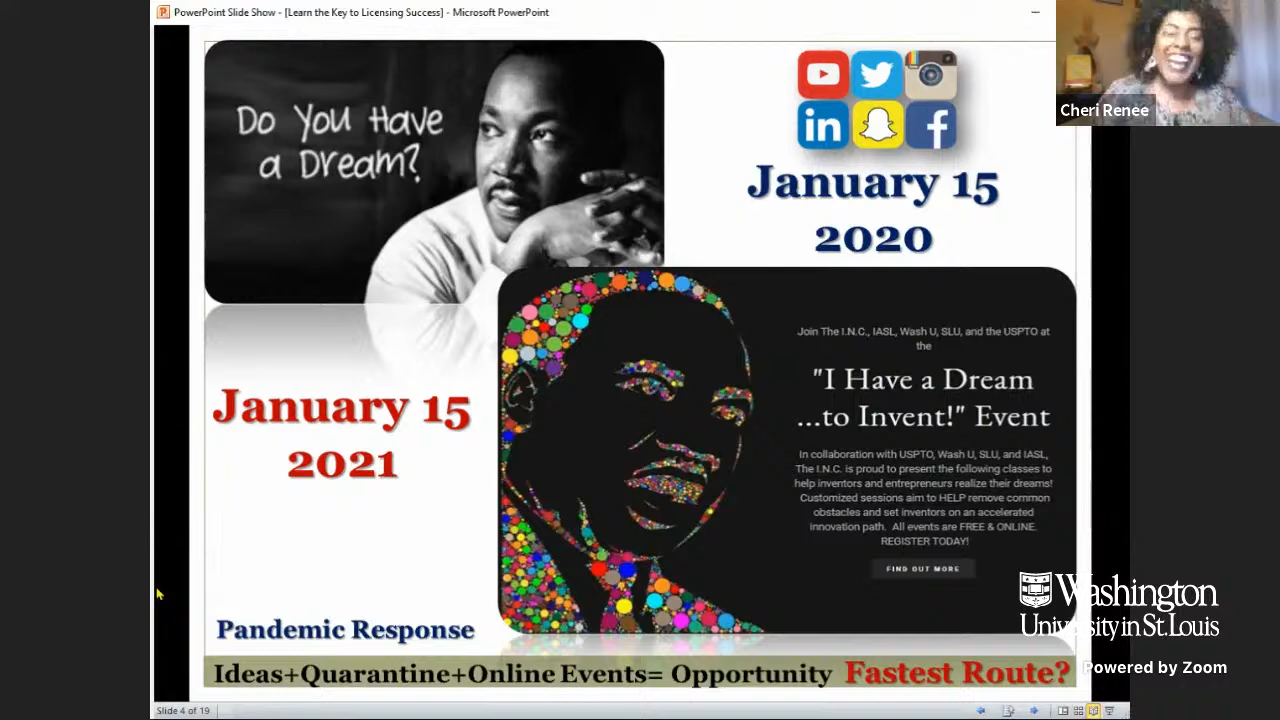 PowerPoint Slide Show - [Learn the Key to Licensing Success] - Microsoft PowerPoint
Cheri Renee
Do You Have
a Dream?
in
f
January 15
2020
January 15
2021
Join The I.N.C., IASL, Wash U, SLU, and the USPTO at
the
"I Have a Dream
...to Invent!" Event
In collaboration with USPTO, Wash U, SLU, and IASL,
The I.N.C. is proud to present the following classes to
help inventors and entrepreneurs realize their dreams!
Customized sessions aim to HELP remove common
obstacles and set inventors on an accelerated
innovation path. All events are FREE & ONLINE.
REGISTER TODAY!
FIND OUT MORE
Pandemic Response
Ideas+Quarantine+Online Events= Opportunity Fastest Route?
Washington
University in St. Louis
Powered by Zoom
Slide 4 of 19